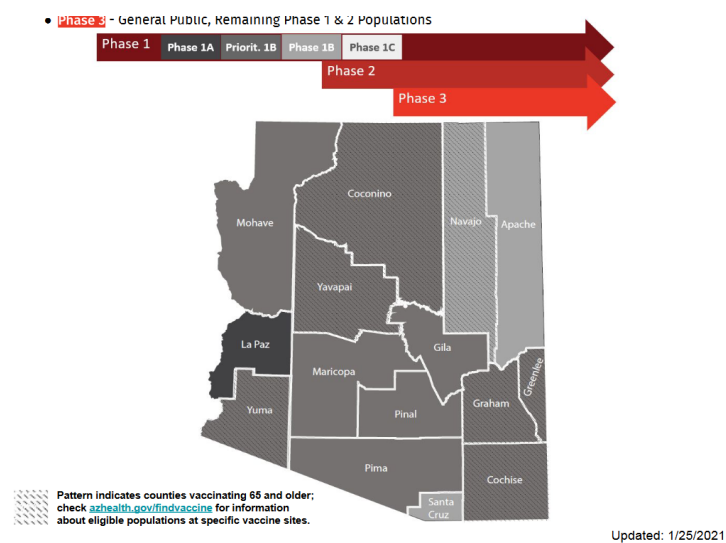 • Phase 3 - General Public, Remaining Phase 1 & 2 Populations
Phase 1 Phase 1A Priorit. 1B Phase 1B Phase 1C
Phase 2
Phase 3
Coconino
Mohave
Navajo
Apache
Yavapai
La Paz
Gila
Maricopa
Greenlee
Yuma
Graham
Pinal
Pima
Cochise
Santa
Cruz
Pattern indicates counties vaccinating 65 and older;
check azhealth.gov/findvaccine for information
about eligible populations at specific vaccine sites.
Updated: 1/25/2021